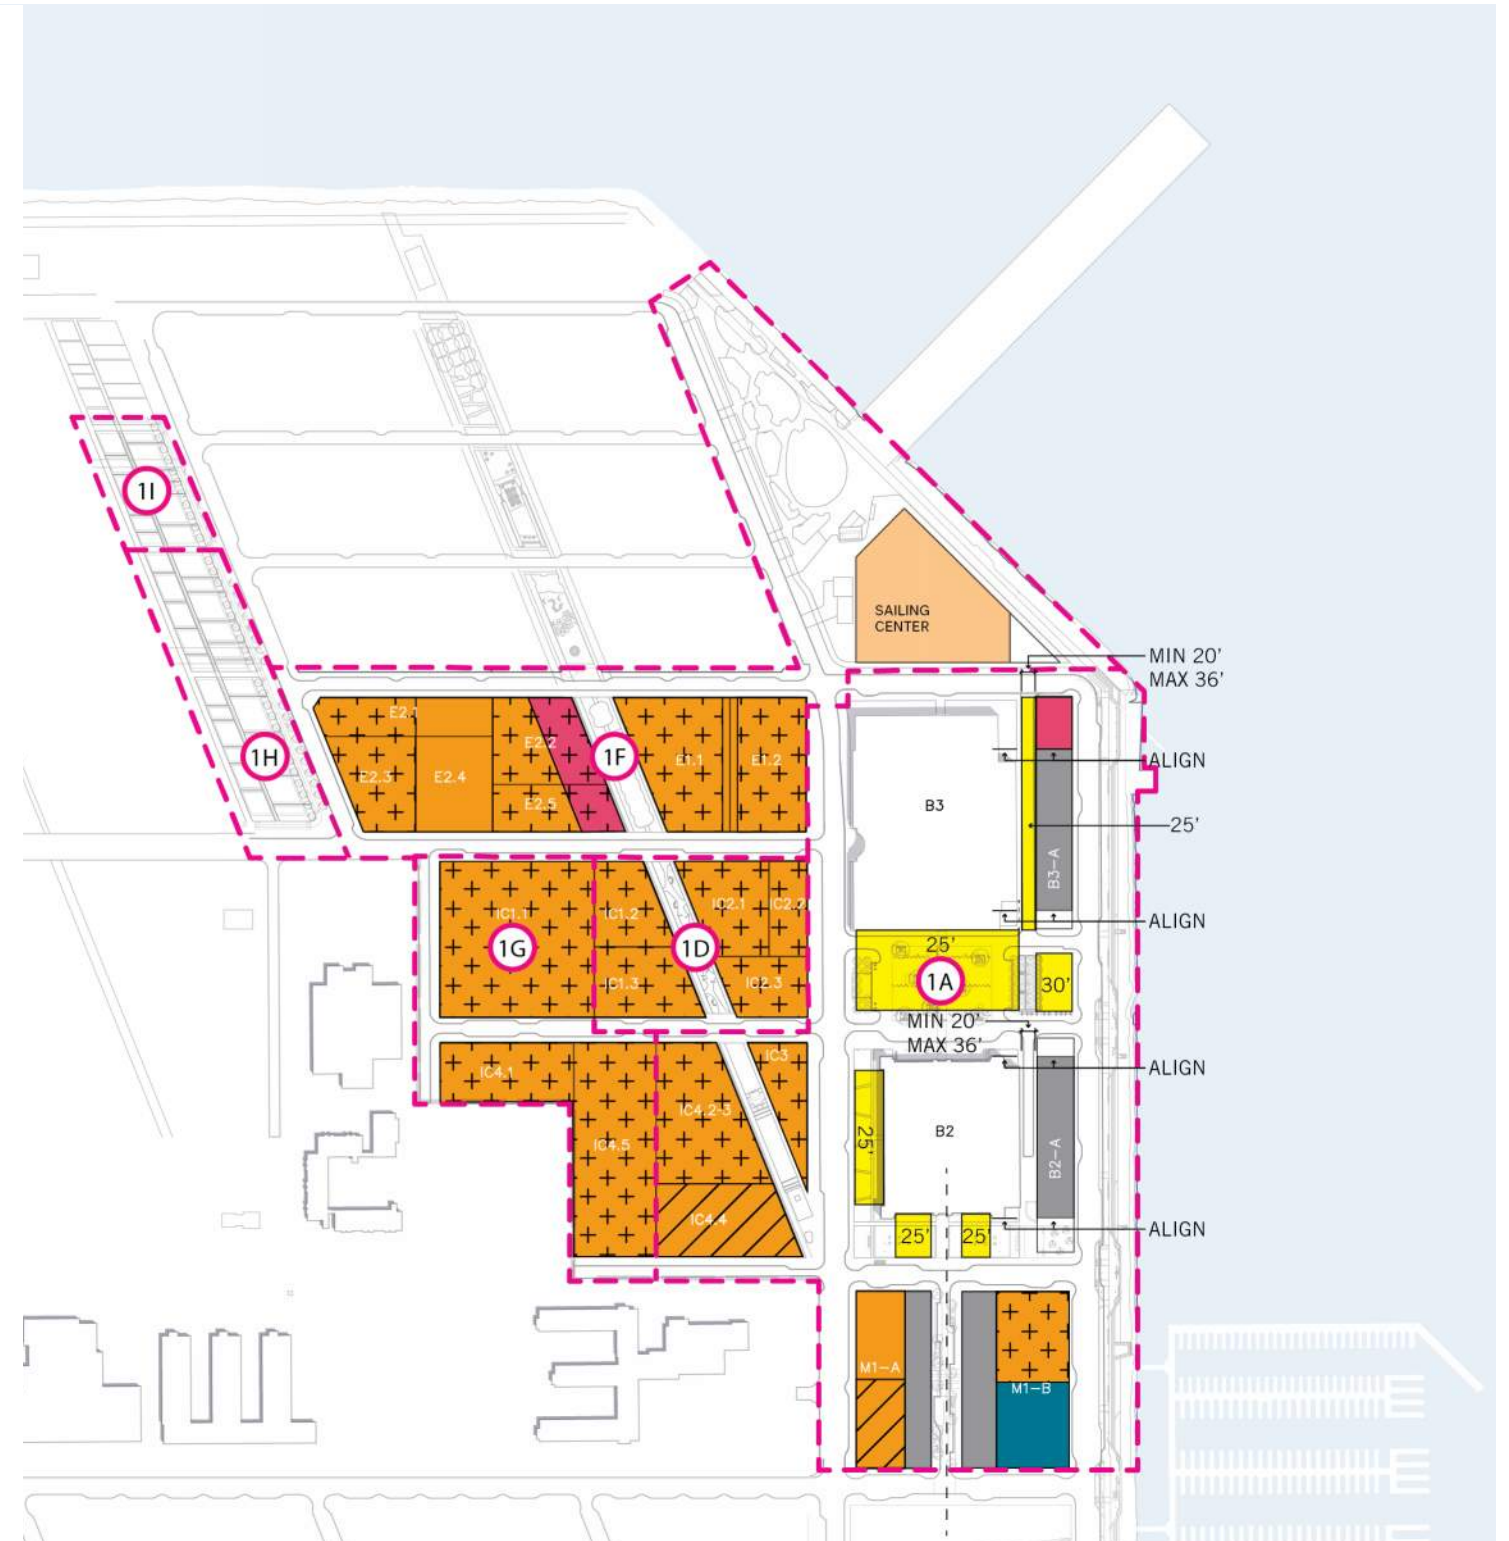 1I
SAILING
CENTER
MIN 20'
MAX 36'
E2.1
E2.2
1F
E1.1
E1.2
1H
E2.3
E2.4
E2.5
ALIGN
B3
25'
B3-A
ALIGN
IC1.1
IC1.2
IC2.1
IC2.2
1G
1D
25'
1A
30'
IC1.3
IC2.3
MIN 20'
MAX 36'
IC3
ALIGN
IC4.1
IC4.2-3
IC4.5
25'
B2
B2-A
IC4.4
25'
25'
ALIGN
M1-A
M1-B